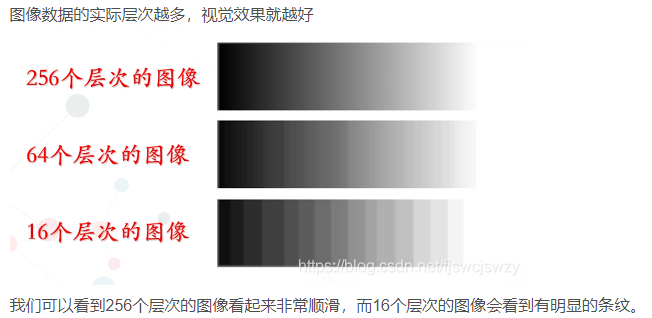 图像数据的实际层次越多，视觉效果就越好
256个层次的图像
64个层次的图像
16个层次的图像
https://blog.csdn.net/ijswcjswzy
我们可以看到256个层次的图像看起来非常顺滑，而16个层次的图像会看到有明显的条纹。